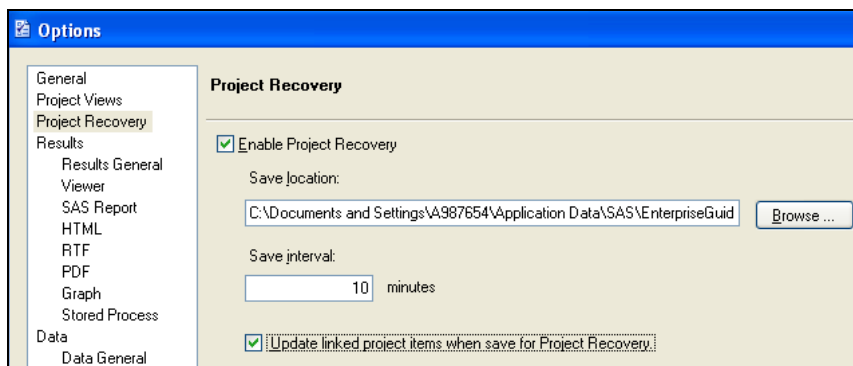 Options
General
Project Views
Project Recovery
Results
Results General
Viewer
SAS Report
HTML
RTF
PDF
Graph
Stored Process
Data
Data General
Project Recovery
Enable Project Recovery
Save location:
C:\Documents and Settings\A987654\Application Data\SAS\EnterpriseGuid
Browse ...
Save interval:
10 minutes
Update linked project items when save for Project Recovery.